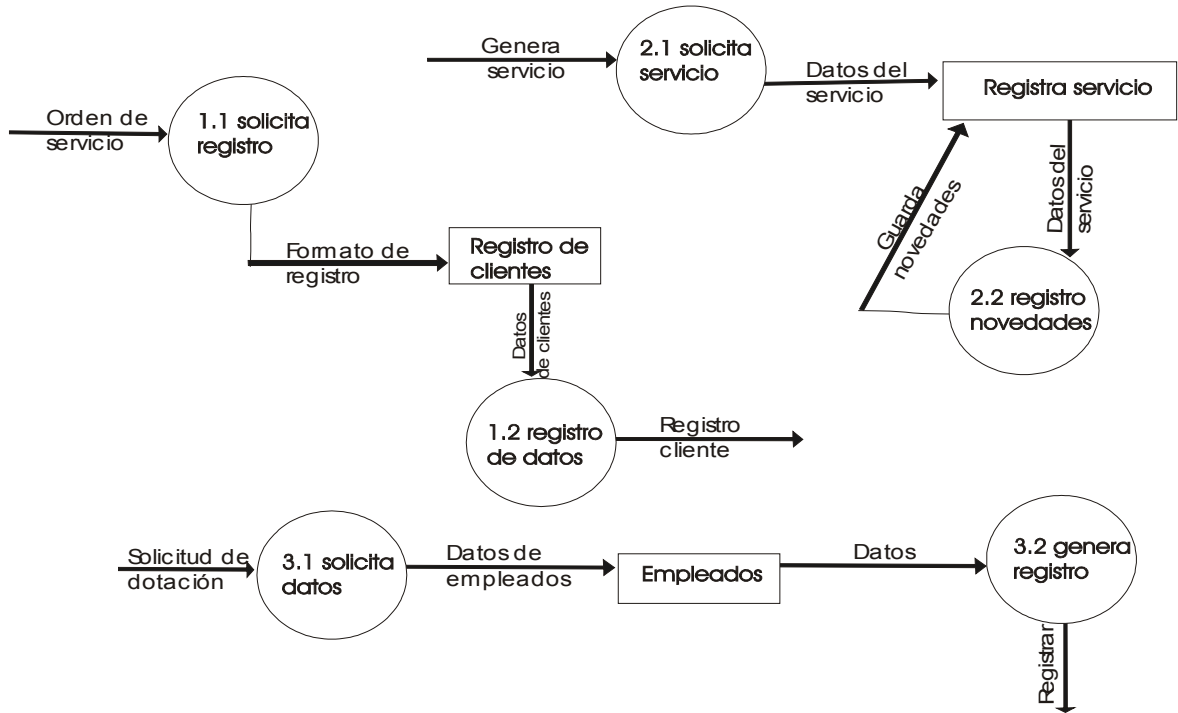 Genera
servicio
2.1 solicita
servicio
Datos del
servicio
Registra servicio
Orden de
servicio
1.1 solicita
registro
Guarda
novedades
Datos del
servicio
Formato de
registro
Registro de
clientes
2.2 registro
novedades
Datos
de clientes
1.2 registro
de datos
Registro
cliente
Solicitud de
dotación
3.1 solicita
datos
Datos de
empleados
Empleados
Datos
3.2 genera
registro
Registrar